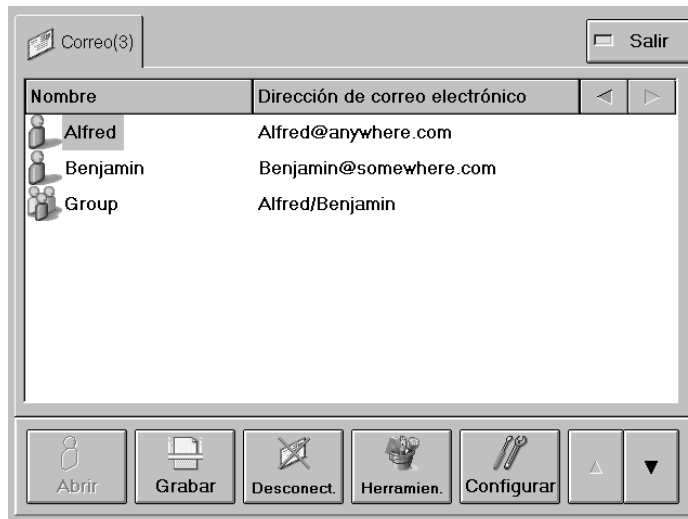 Correo(3)
Salir
Nombre
Dirección de correo electrónico
Alfred
Alfred@anywhere.com
Benjamin
Benjamin@somewhere.com
Group
Alfred/Benjamin
Abrir
Grabar
Desconect.
Herramien.
Configurar